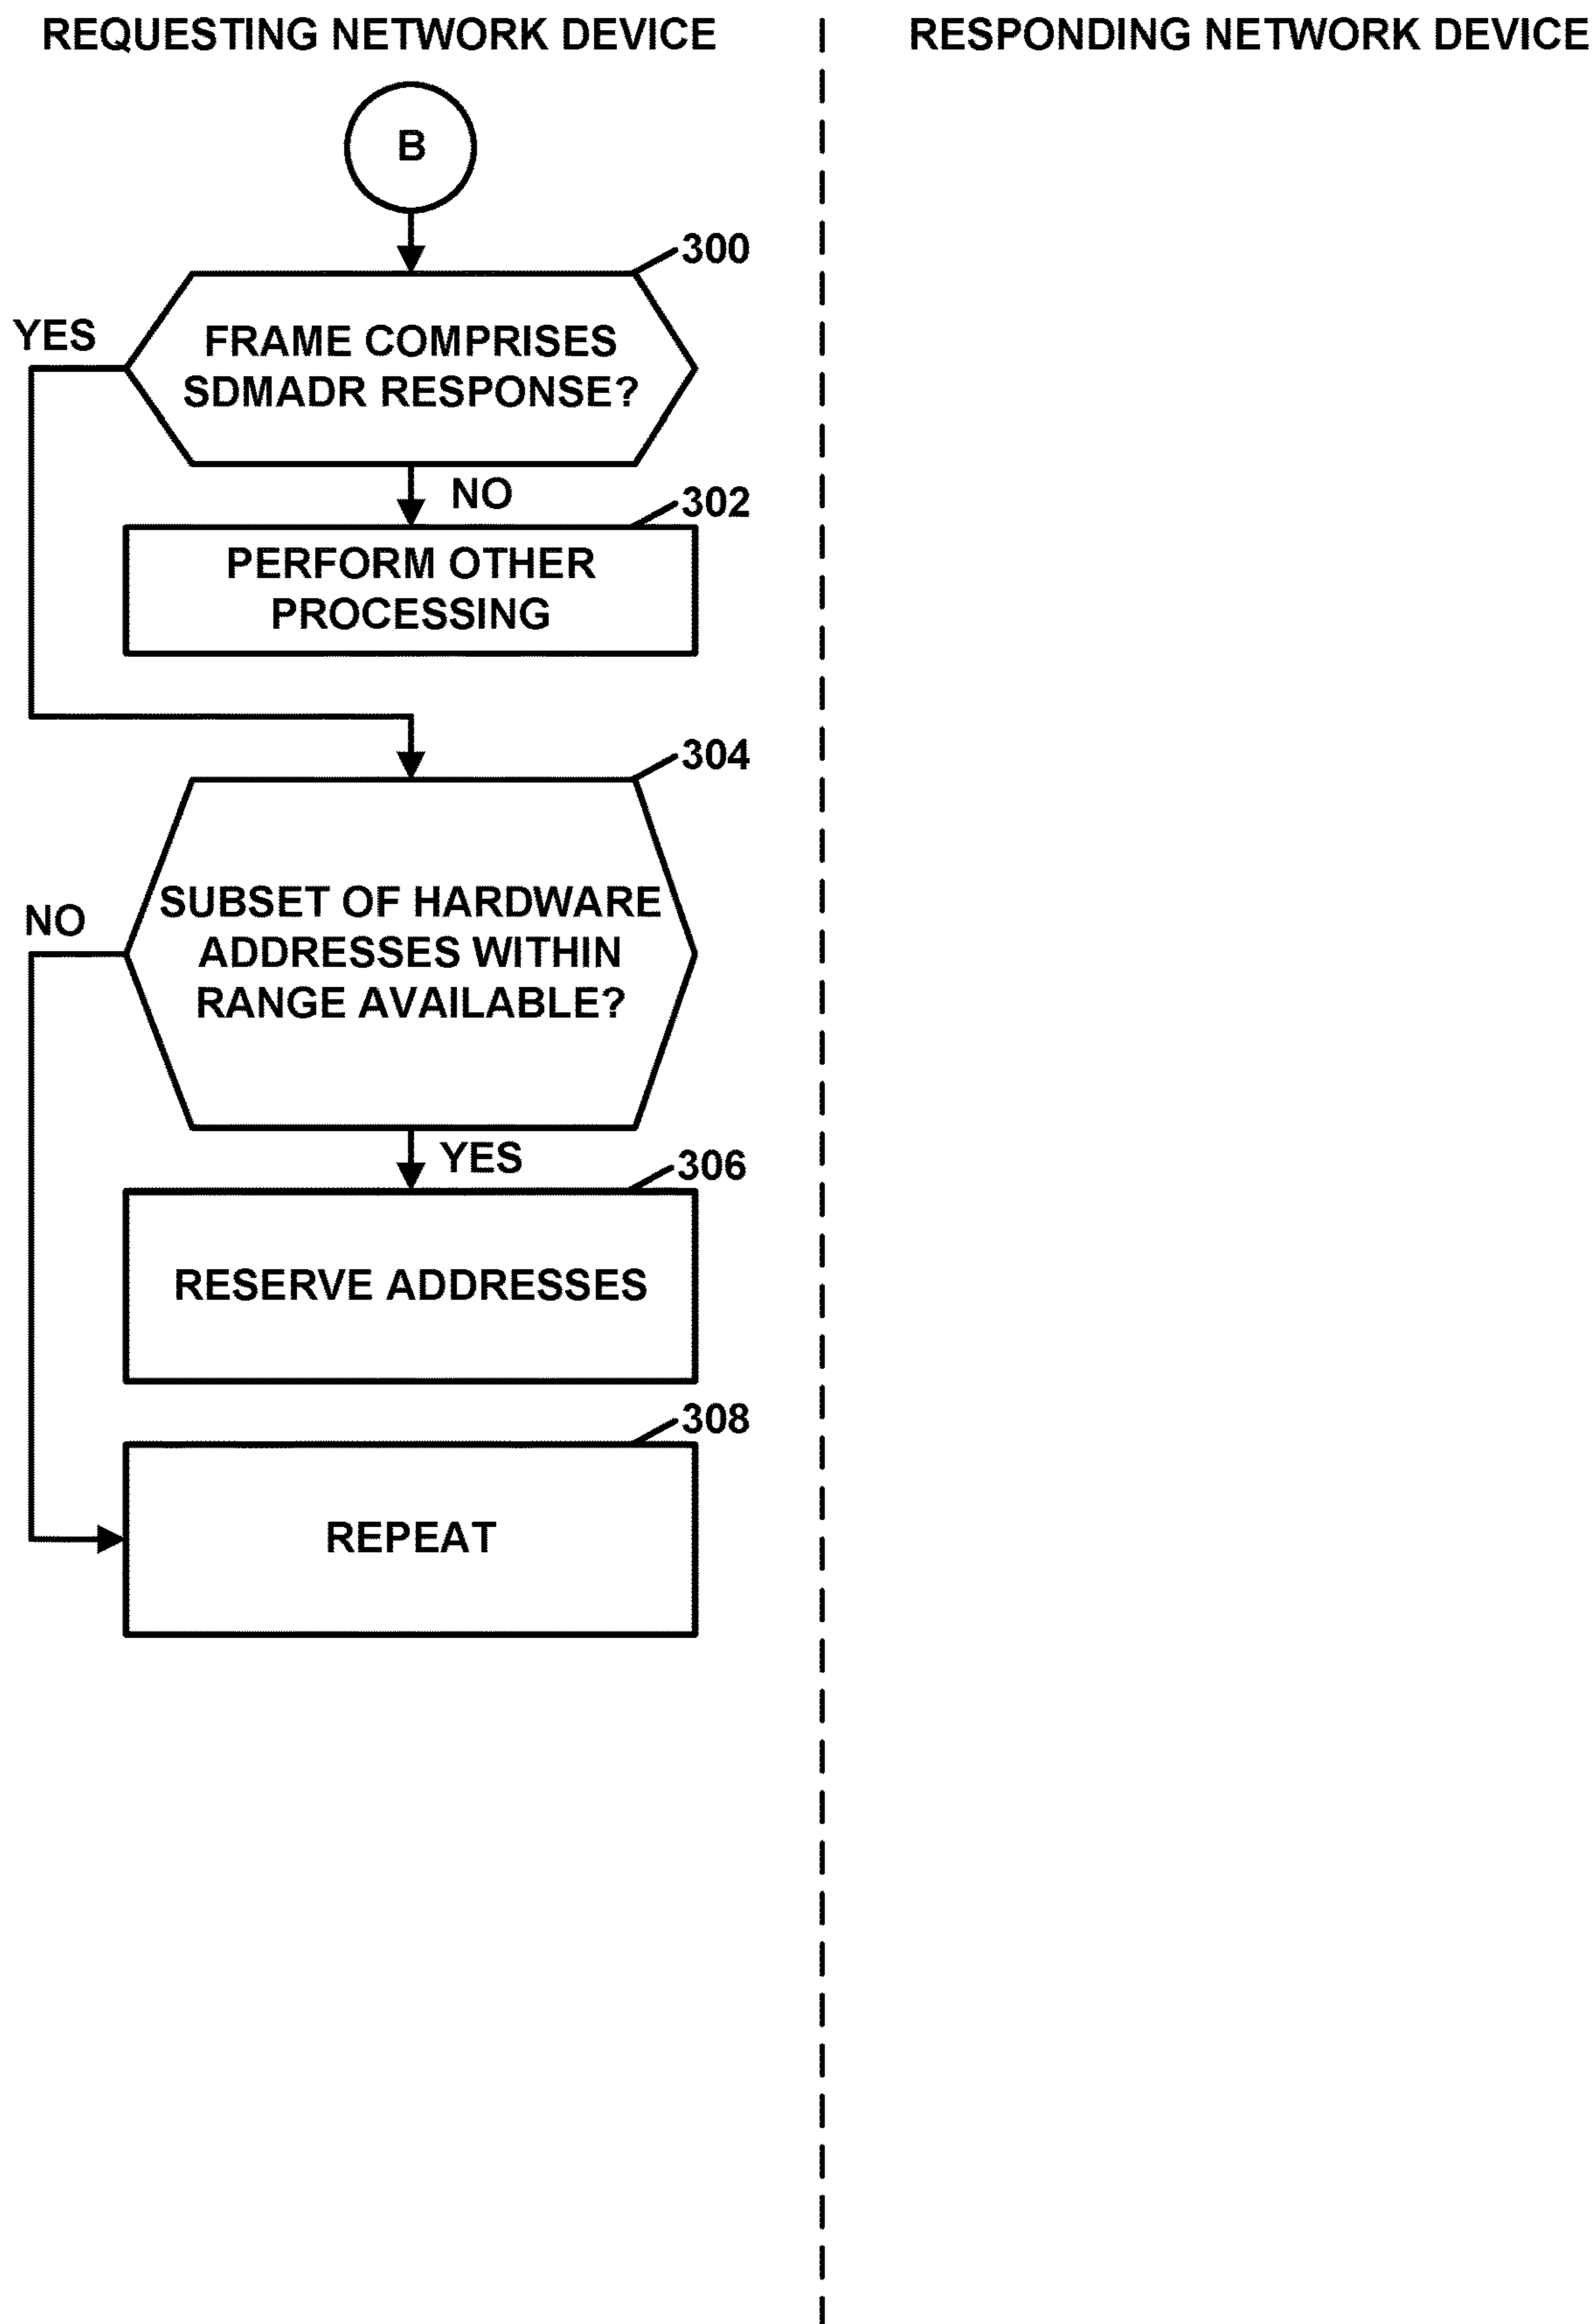 REQUESTING NETWORK DEVICE
RESPONDING NETWORK DEVICE
B
300
YES
FRAME COMPRISES
SDMADR RESPONSE?
NO
302
PERFORM OTHER
PROCESSING
304
NO
SUBSET OF HARDWARE
ADDRESSES WITHIN
RANGE AVAILABLE?
YES
306
RESERVE ADDRESSES
308
REPEAT